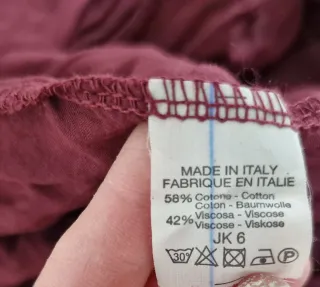 MADE IN ITALY
FABRIQUE EN ITALIE
58% Cotone - Cotton
Coton - Baumwolle
42% Viscosa - Viscose
Viscose - Viskose
JK 6
30° P